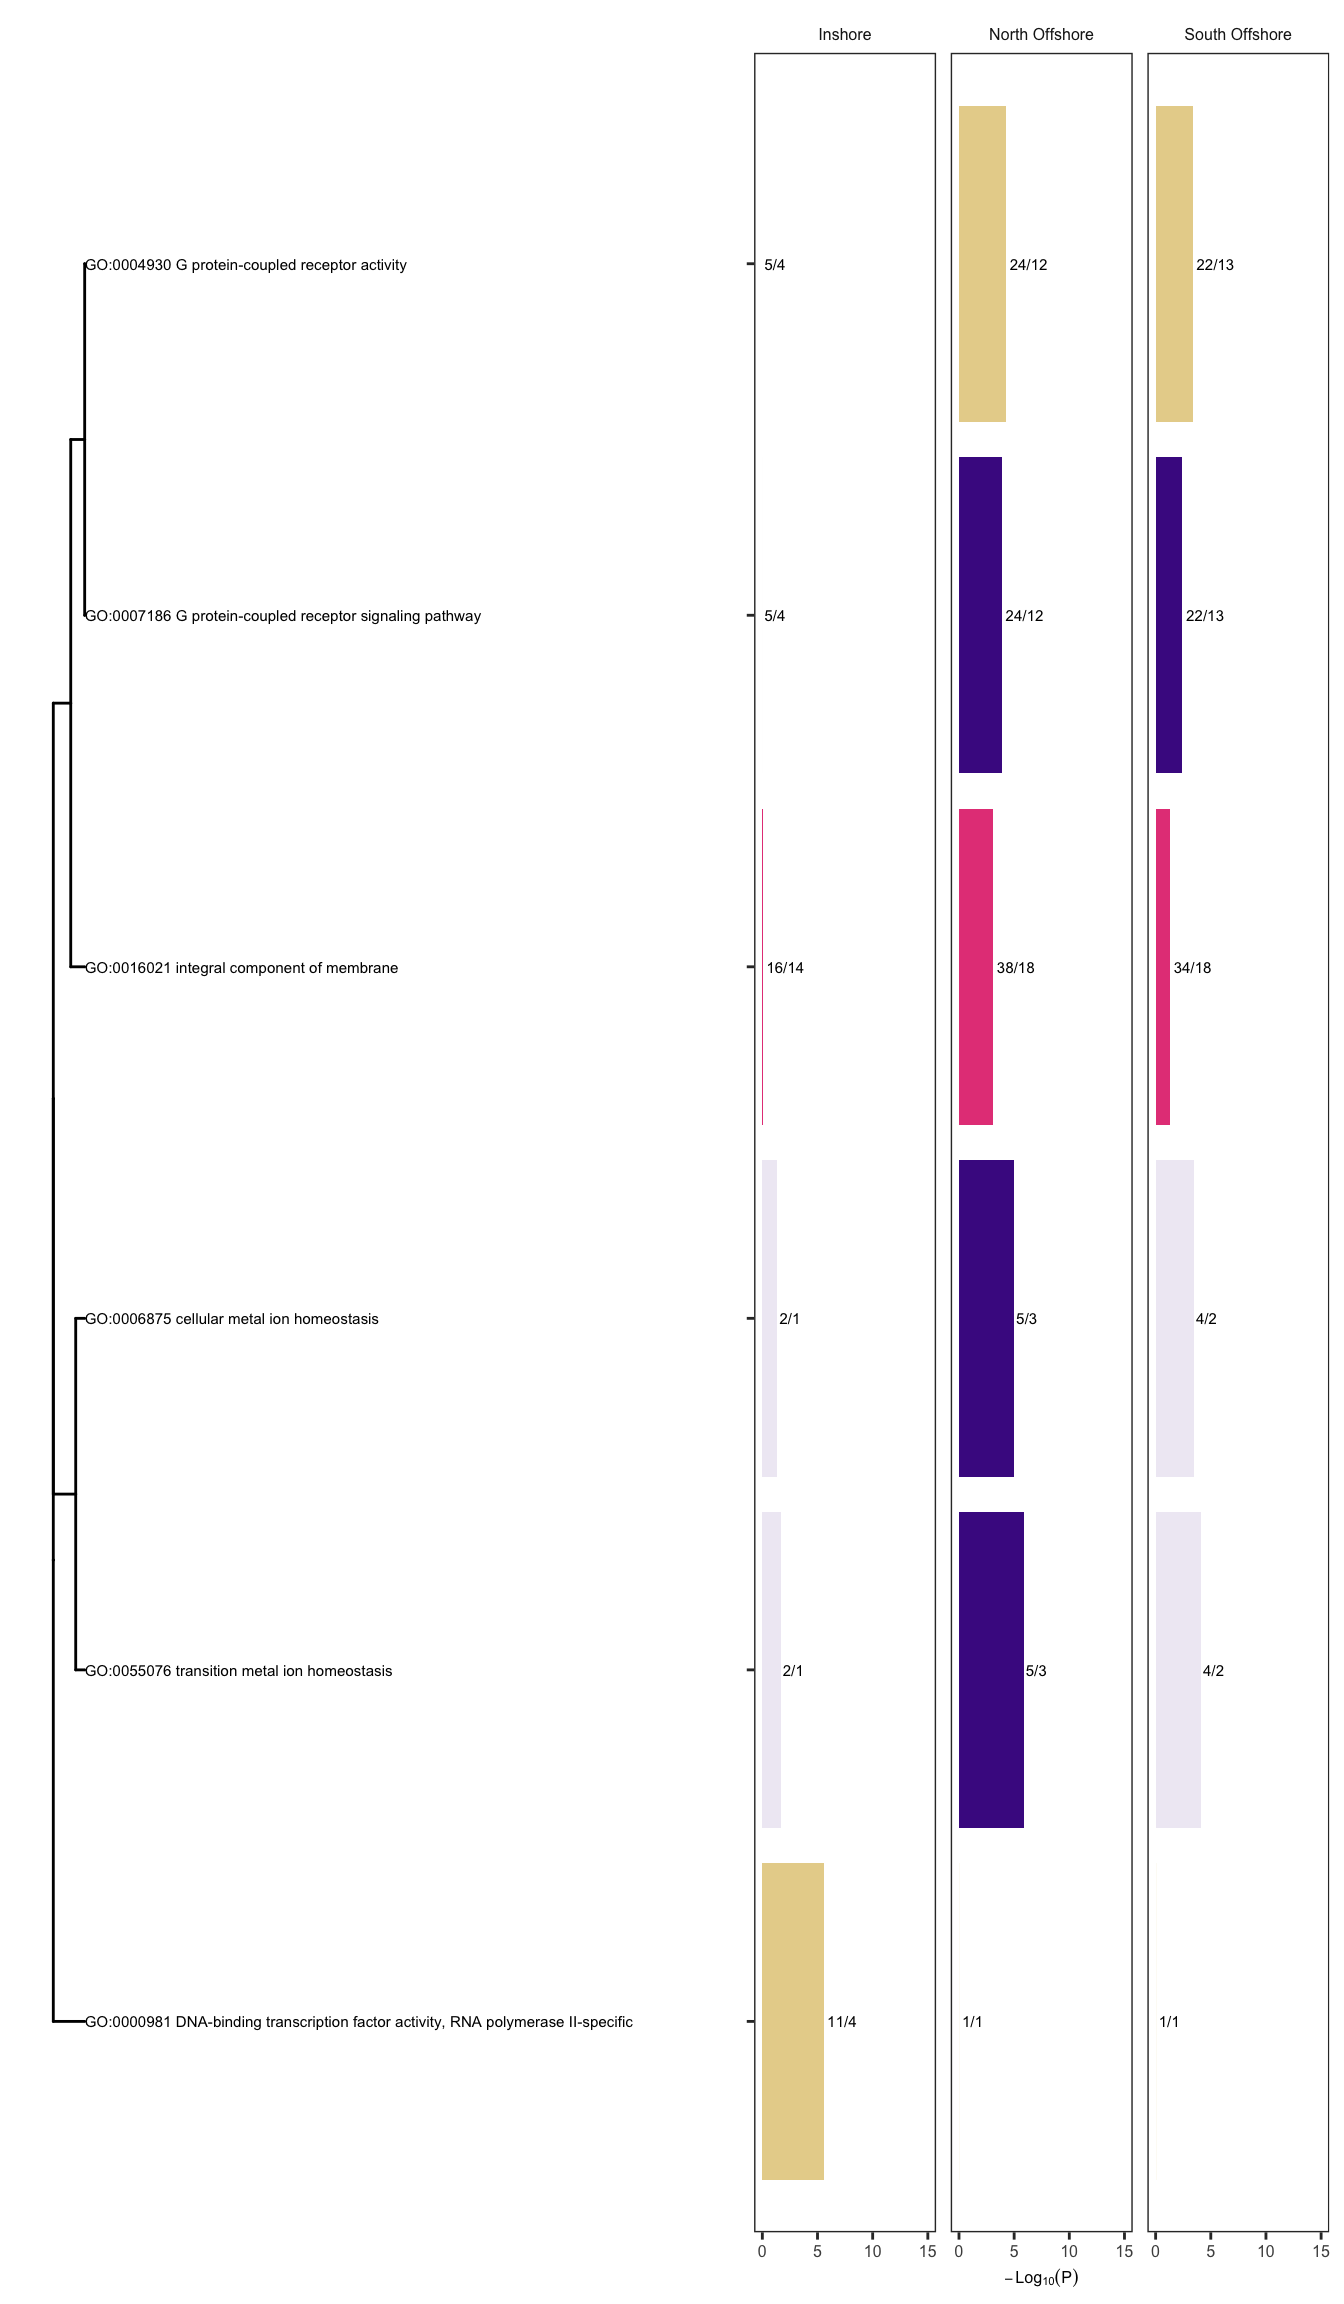 Inshore North Offshore South Offshore
GO:0004930 G protein-coupled receptor activity 5/4 24/12 22/13
GO:0007186 G protein-coupled receptor signaling pathway 5/4 24/12 22/13
GO:0016021 integral component of membrane 16/14 38/18 34/18
GO:0006875 cellular metal ion homeostasis 2/1 5/3 4/2
GO:0055076 transition metal ion homeostasis 2/1 5/3 4/2
GO:0000981 DNA-binding transcription factor activity, RNA polymerase II-specific 11/4 1/1 1/1
0 5 10 15 0 5 10 15 0 5 10 15
−Log₁₀(P)